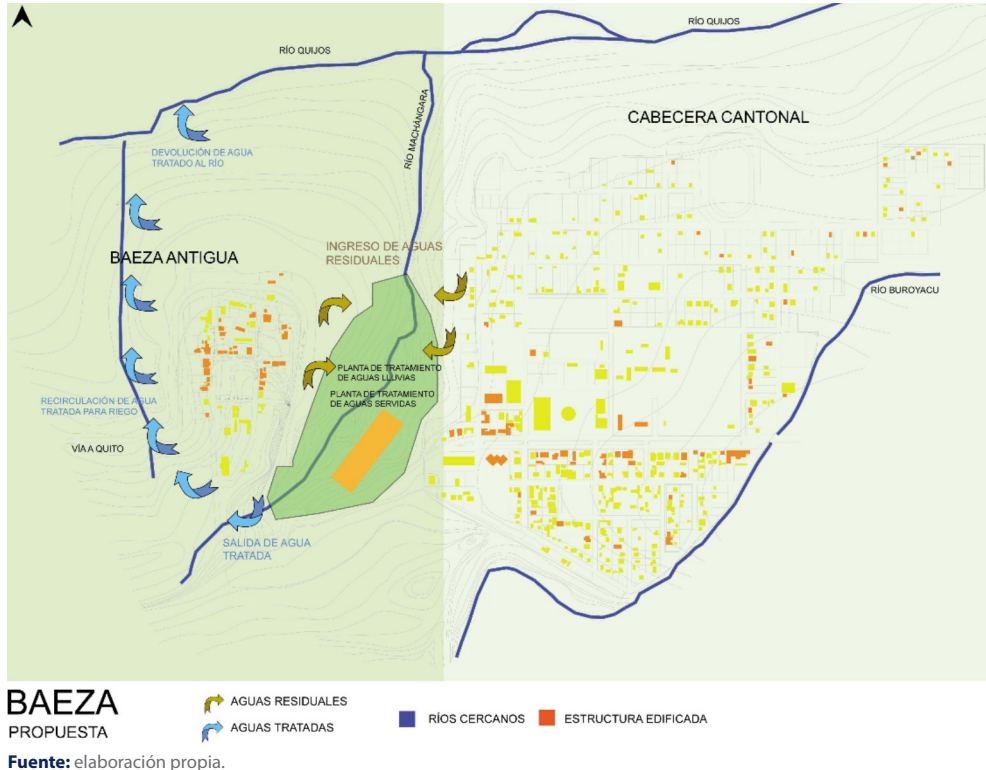 RÍO QUIJOS
RÍO QUIJOS
RÍO MACHÁNGARA
CABECERA CANTONAL
DEVOLUCIÓN DE AGUA
TRATADO AL RÍO
INGRESO DE AGUAS
RESIDUALES
BAEZA ANTIGUA
RÍO BUROYACU
PLANTA DE TRATAMIENTO
DE AGUAS LLUVIAS
PLANTA DE TRATAMIENTO
DE AGUAS SERVIDAS
RECIRCULACIÓN DE AGUA
TRATADA PARA RIEGO
VÍA A QUITO
SALIDA DE AGUA
TRATADA
BAEZA
PROPUESTA
AGUAS RESIDUALES
AGUAS TRATADAS
RÍOS CERCANOS
ESTRUCTURA EDIFICADA
Fuente: elaboración propia.